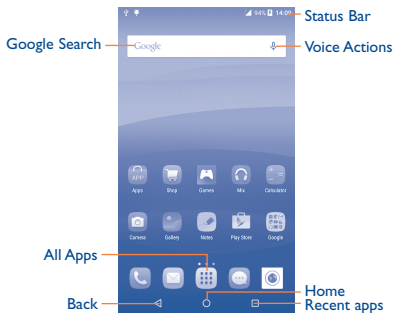 94% 14:09
Status Bar
Google Search
Google
Voice Actions
APP
Apps Shop Games Mix Calculator
Camera Gallery Notes Play Store Google
All Apps
Home
Back
Recent apps